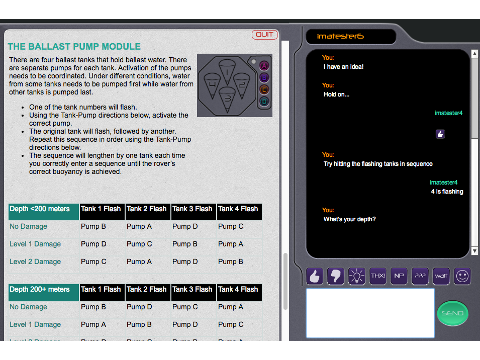 QUIT
THE BALLAST PUMP MODULE
There are four ballast tanks that hold ballast water. There
are separate pumps for each tank. Activation of the pumps
needs to be coordinated. Under different conditions, water
from some tanks needs to be pumped first while water from
other tanks is pumped last.
• One of the tank numbers will flash.
• Using the Tank-Pump directions below, activate the
correct pump.
• The original tank will flash, followed by another.
Repeat this sequence in order using the Tank-Pump
directions below.
• The sequence will lengthen by one tank each time
you correctly enter a sequence until the rover's
correct buoyancy is achieved.
Depth <200 meters Tank 1 Flash Tank 2 Flash Tank 3 Flash Tank 4 Flash
No Damage Pump B Pump A Pump D Pump C
Level 1 Damage Pump D Pump C Pump B Pump A
Level 2 Damage Pump C Pump A Pump D Pump B
Depth 200+ meters Tank 1 Flash Tank 2 Flash Tank 3 Flash Tank 4 Flash
No Damage Pump B Pump D Pump C Pump A
Level 1 Damage Pump A Pump B Pump D Pump C
imatester6
You:
I have an idea!
You:
Hold on...
imatester4
You:
Try hitting the flashing tanks in sequence
imatester4
4 is flashing
You:
What's your depth?
THX! NP
wait
SEND